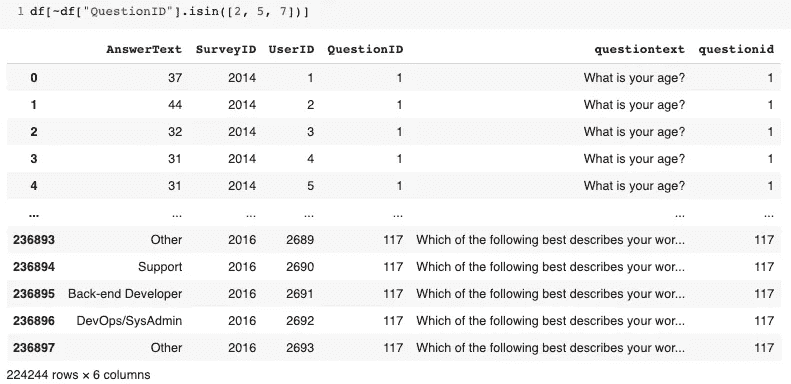 1 df[~df["QuestionID"].isin([2, 5, 7])]
AnswerText SurveyID UserID QuestionID questiontext questionid
0 37 2014 1 1 What is your age? 1
1 44 2014 2 1 What is your age? 1
2 32 2014 3 1 What is your age? 1
3 31 2014 4 1 What is your age? 1
4 31 2014 5 1 What is your age? 1
... ... ... ... ... ... ...
236893 Other 2016 2689 117 Which of the following best describes your wor... 117
236894 Support 2016 2690 117 Which of the following best describes your wor... 117
236895 Back-end Developer 2016 2691 117 Which of the following best describes your wor... 117
236896 DevOps/SysAdmin 2016 2692 117 Which of the following best describes your wor... 117
236897 Other 2016 2693 117 Which of the following best describes your wor... 117
224244 rows × 6 columns